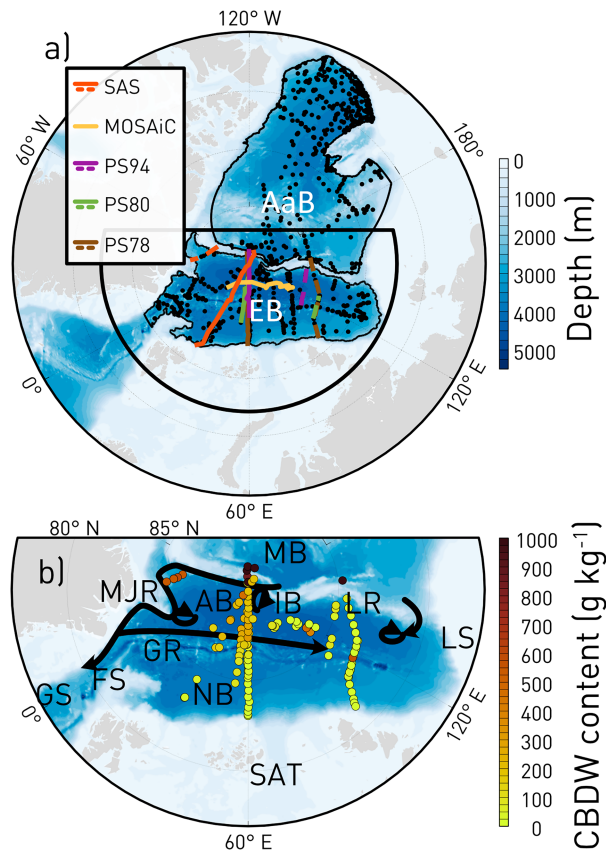 120° W
a)
SAS
MOSAiC
PS94
PS80
PS78
60° W
180°
AaB
EB
0°
120° E
60° E
0
1000
2000
3000
4000
5000
Depth (m)
80° N
85° N
b)
MB
MJR
AB
IB
LR
LS
GR
FS
GS
NB
0°
SAT
120° E
60° E
1000
900
800
700
600
500
400
300
200
100
0
CBDW content (g kg⁻¹)